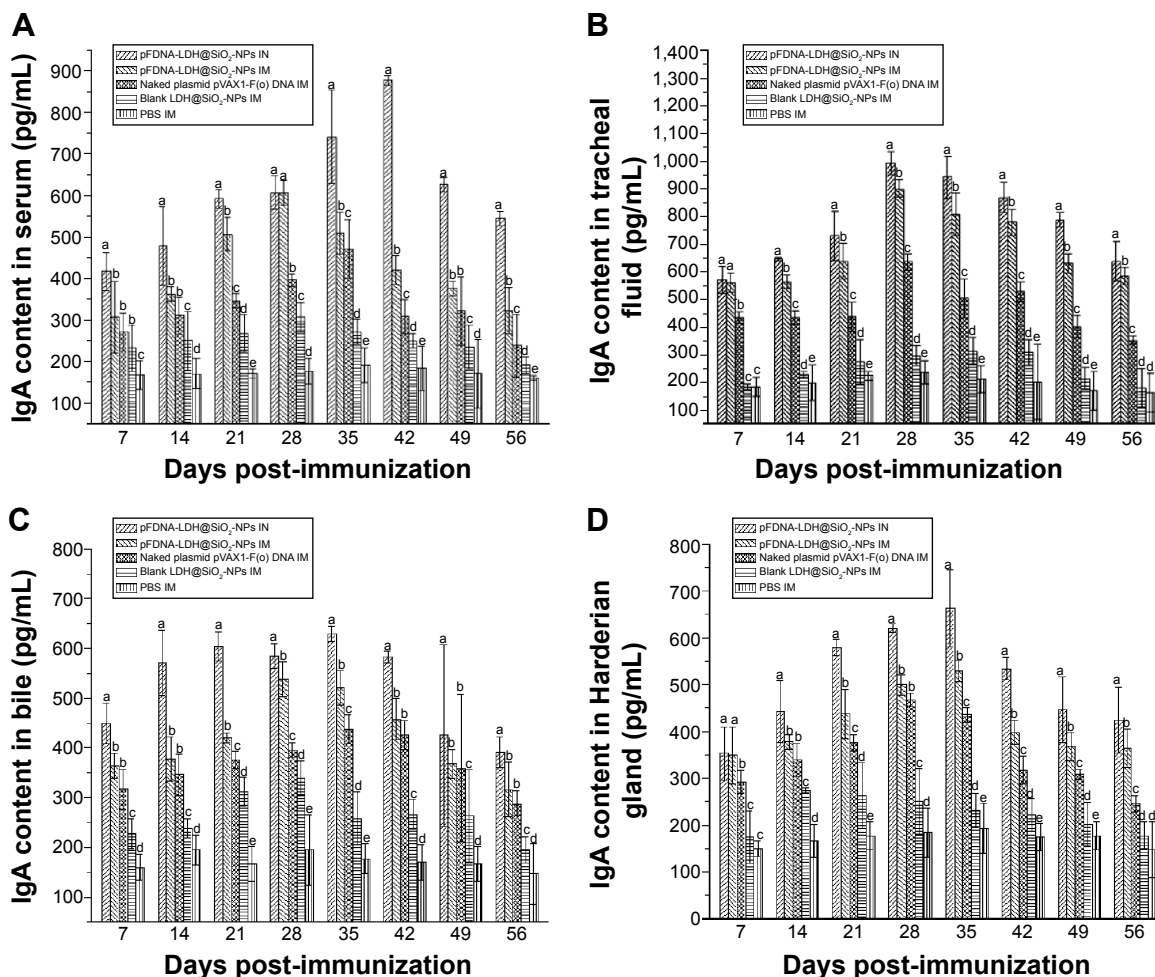 A
pFDNA-LDH@SiO₂-NPs IN
pFDNA-LDH@SiO₂-NPs IM
Naked plasmid pVAX1-F(o) DNA IM
Blank LDH@SiO₂-NPs IM
PBS IM
IgA content in serum (pg/mL)
900
800
700
600
500
400
300
200
100
7 14 21 28 35 42 49 56
Days post-immunization
B
pFDNA-LDH@SiO₂-NPs IN
pFDNA-LDH@SiO₂-NPs IM
Naked plasmid pVAX1-F(o) DNA IM
Blank LDH@SiO₂-NPs IM
PBS IM
IgA content in tracheal
fluid (pg/mL)
1,400
1,300
1,200
1,100
1,000
900
800
700
600
500
400
300
200
100
7 14 21 28 35 42 49 56
Days post-immunization
C
pFDNA-LDH@SiO₂-NPs IN
pFDNA-LDH@SiO₂-NPs IM
Naked plasmid pVAX1-F(o) DNA IM
Blank LDH@SiO₂-NPs IM
PBS IM
IgA content in bile (pg/mL)
800
700
600
500
400
300
200
100
7 14 21 28 35 42 49 56
Days post-immunization
D
pFDNA-LDH@SiO₂-NPs IN
pFDNA-LDH@SiO₂-NPs IM
Naked plasmid pVAX1-F(o) DNA IM
Blank LDH@SiO₂-NPs IM
PBS IM
IgA content in Harderian
gland (pg/mL)
800
700
600
500
400
300
200
100
0
7 14 21 28 35 42 49 56
Days post-immunization